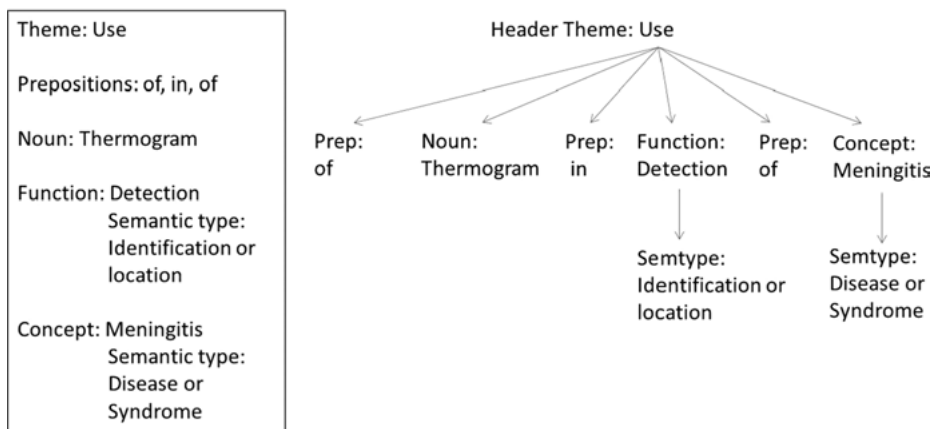 Theme: Use
Prepositions: of, in, of
Noun: Thermogram
Function: Detection
Semantic type:
Identification or
location
Concept: Meningitis
Semantic type:
Disease or
Syndrome
Header Theme: Use
Prep:
of
Noun:
Thermogram
Prep:
in
Function:
Detection
Prep:
of
Concept:
Meningitis
Semtype:
Identification or
location
Semtype:
Disease or
Syndrome